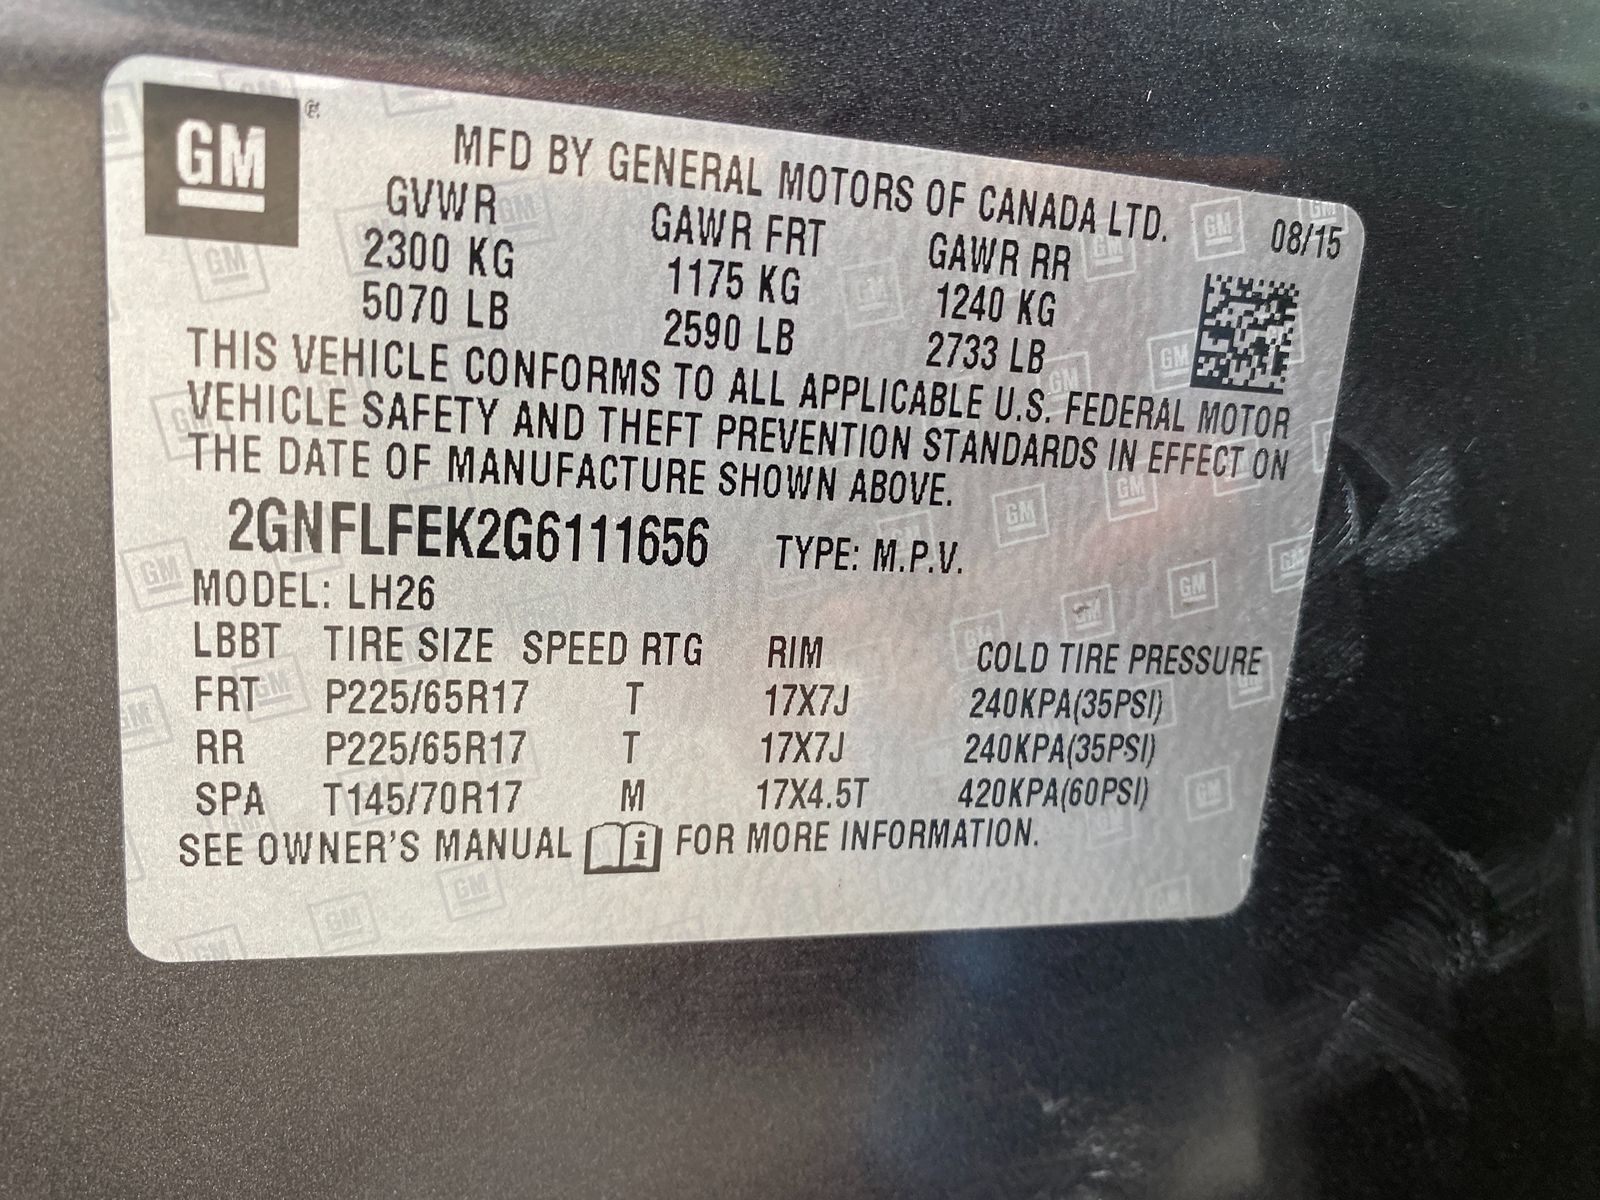 GM ®
MFD BY GENERAL MOTORS OF CANADA LTD.
08/15
GVWR GAWR FRT GAWR RR
2300 KG 1175 KG 1240 KG
5070 LB 2590 LB 2733 LB
THIS VEHICLE CONFORMS TO ALL APPLICABLE U.S. FEDERAL MOTOR
VEHICLE SAFETY AND THEFT PREVENTION STANDARDS IN EFFECT ON
THE DATE OF MANUFACTURE SHOWN ABOVE.
2GNFLFEK2G6111656 TYPE: M.P.V.
MODEL: LH26
LBBT TIRE SIZE SPEED RTG RIM COLD TIRE PRESSURE
FRT P225/65R17 T 17X7J 240KPA(35PSI)
RR P225/65R17 T 17X7J 240KPA(35PSI)
SPA T145/70R17 M 17X4.5T 420KPA(60PSI)
SEE OWNER'S MANUAL i FOR MORE INFORMATION.